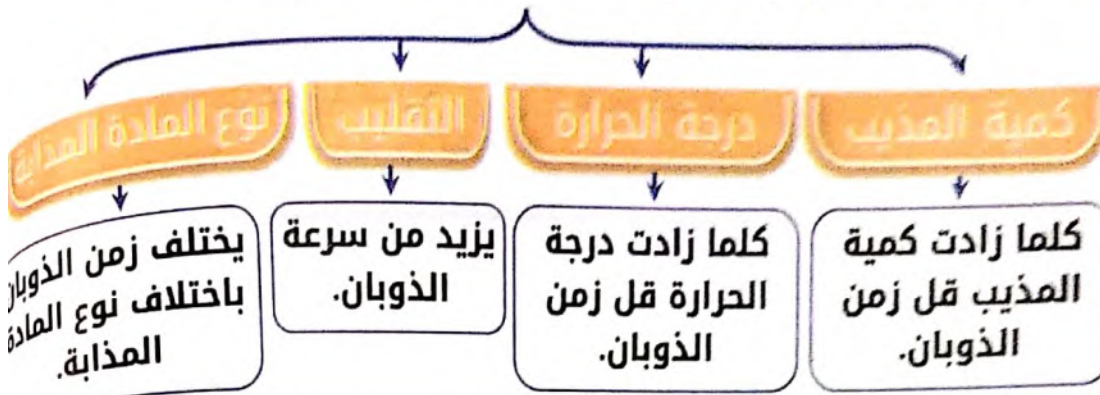 كمية المذيب
درجة الحرارة
التقليب
نوع المادة المذابة
كلما زادت كمية
المذيب قل زمن
الذوبان.
كلما زادت درجة
الحرارة قل زمن
الذوبان.
يزيد من سرعة
الذوبان.
يختلف زمن الذوبان
باختلاف نوع المادة
المذابة.